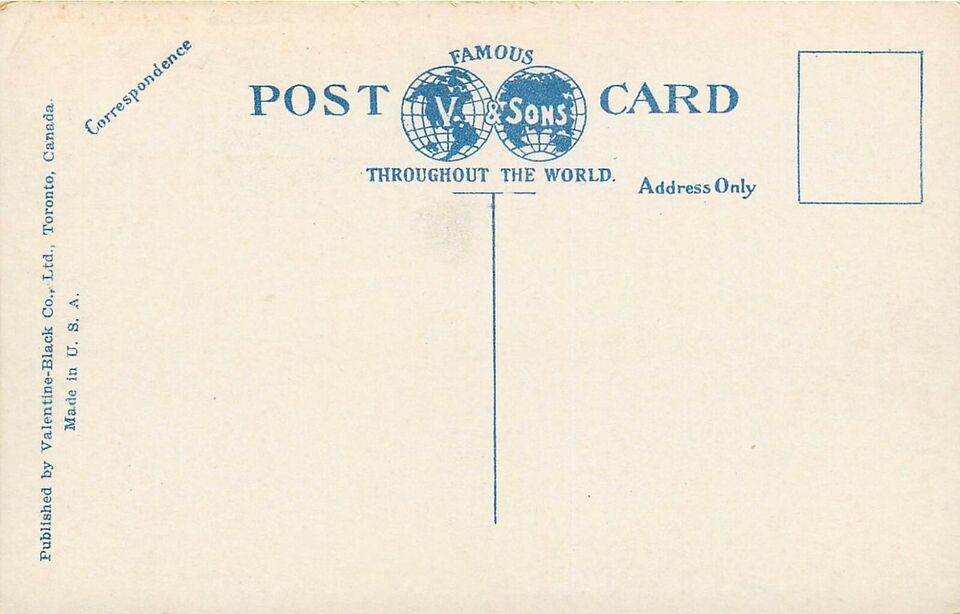 Correspondence
FAMOUS
POST V. & SONS CARD
THROUGHOUT THE WORLD.
Address Only
Published by Valentine-Black Co., Ltd., Toronto, Canada.
Made in U. S. A.